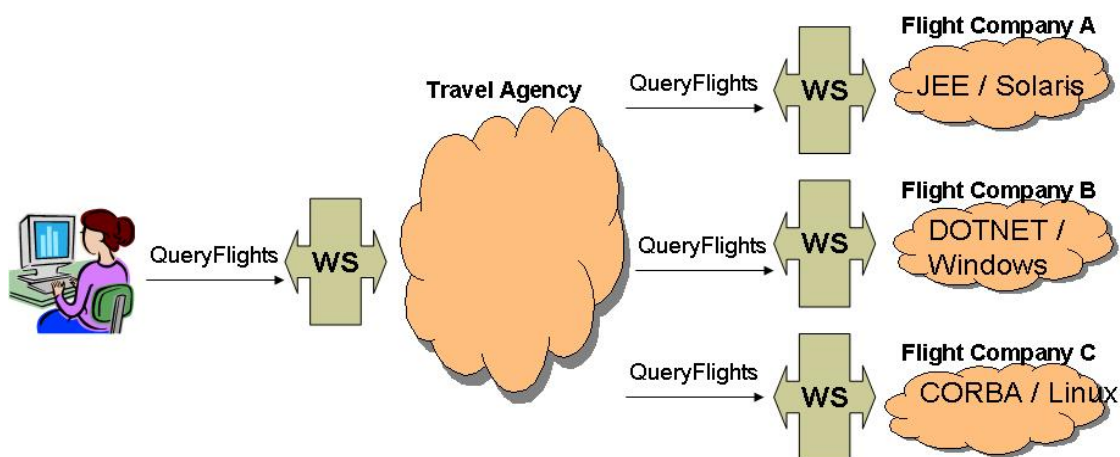 QueryFlights
WS
Travel Agency
QueryFlights
WS
Flight Company A
JEE / Solaris
QueryFlights
WS
Flight Company B
DOTNET /
Windows
QueryFlights
WS
Flight Company C
CORBA / Linux